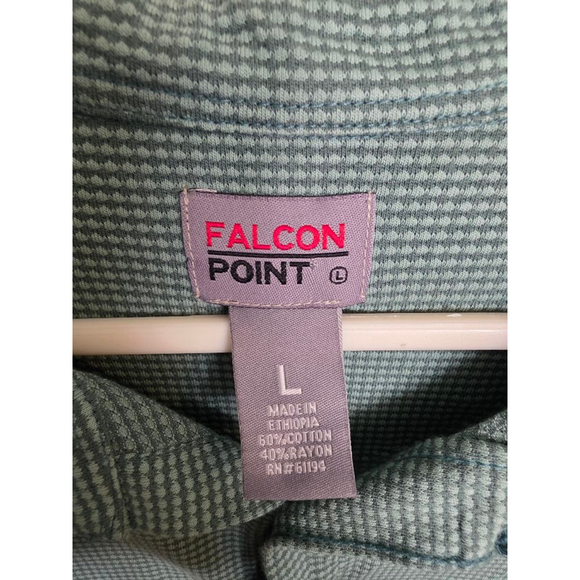 FALCON
POINT Ⓛ
L
MADE IN
ETHIOPIA
60%COTTON
40%RAYON
RN#61194